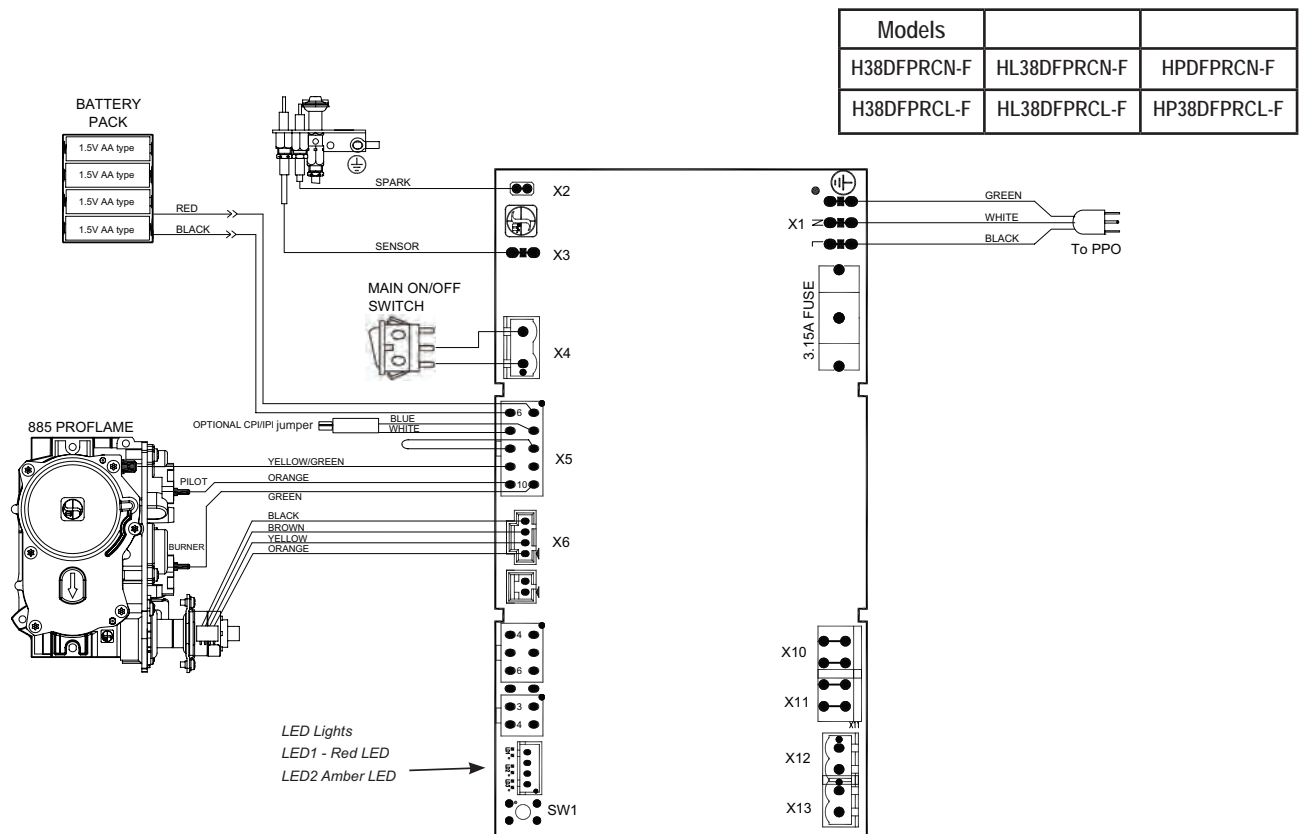 Models
H38DFPRCN-F HL38DFPRCN-F HPDFPRCN-F
H38DFPRCL-F HL38DFPRCL-F HP38DFPRCL-F
BATTERY
PACK
1.5V AA type
1.5V AA type
1.5V AA type
1.5V AA type
RED
BLACK
SPARK
X2
SENSOR
X3
MAIN ON/OFF
SWITCH
X4
X1
N
L
GREEN
WHITE
BLACK
To PPO
3.15A FUSE
885 PROFLAME
OPTIONAL CPI/IPI jumper
BLUE
WHITE
6
X5
YELLOW/GREEN
PILOT
ORANGE
10
GREEN
BURNER
BLACK
BROWN
YELLOW
ORANGE
X6
4
6
3
4
LED Lights
LED1 - Red LED
LED2 Amber LED
SW1
X10
X11
X11
X12
X13